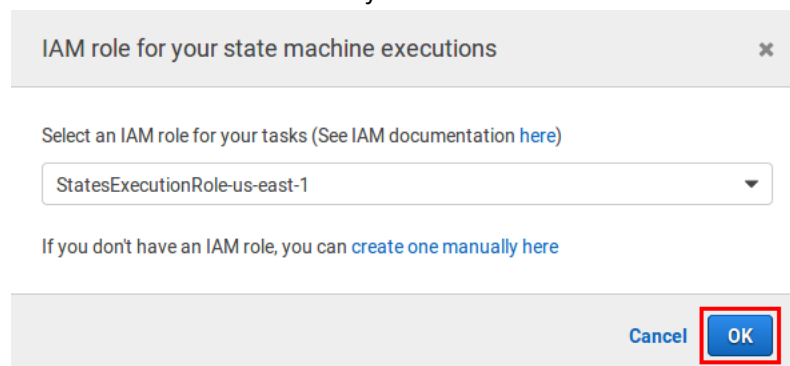 IAM role for your state machine executions
Select an IAM role for your tasks (See IAM documentation here)
StatesExecutionRole-us-east-1
If you don't have an IAM role, you can create one manually here
Cancel OK